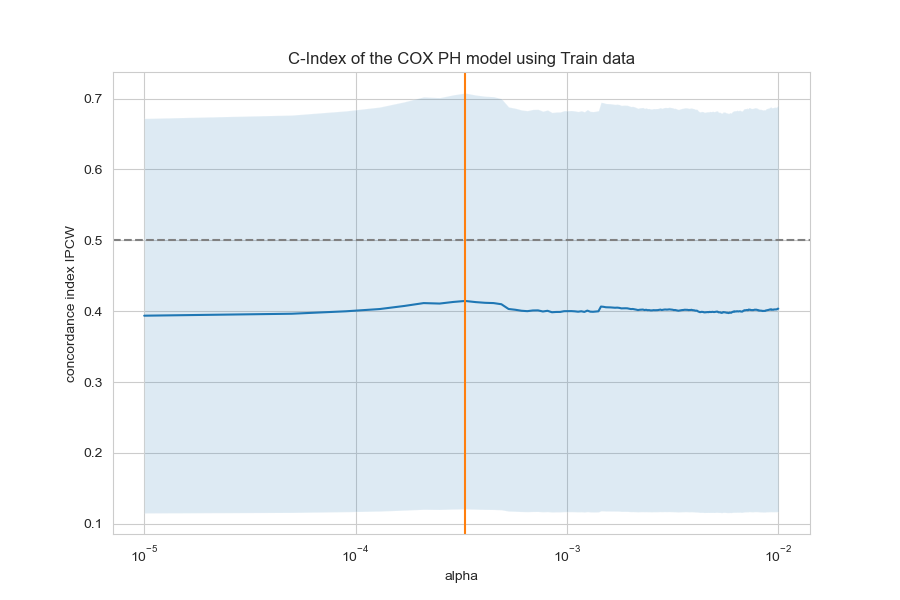 C-Index of the COX PH model using Train data
concordance index IPCW
0.7
0.6
0.5
0.4
0.3
0.2
0.1
10⁻⁵ 10⁻⁴ 10⁻³ 10⁻²
alpha